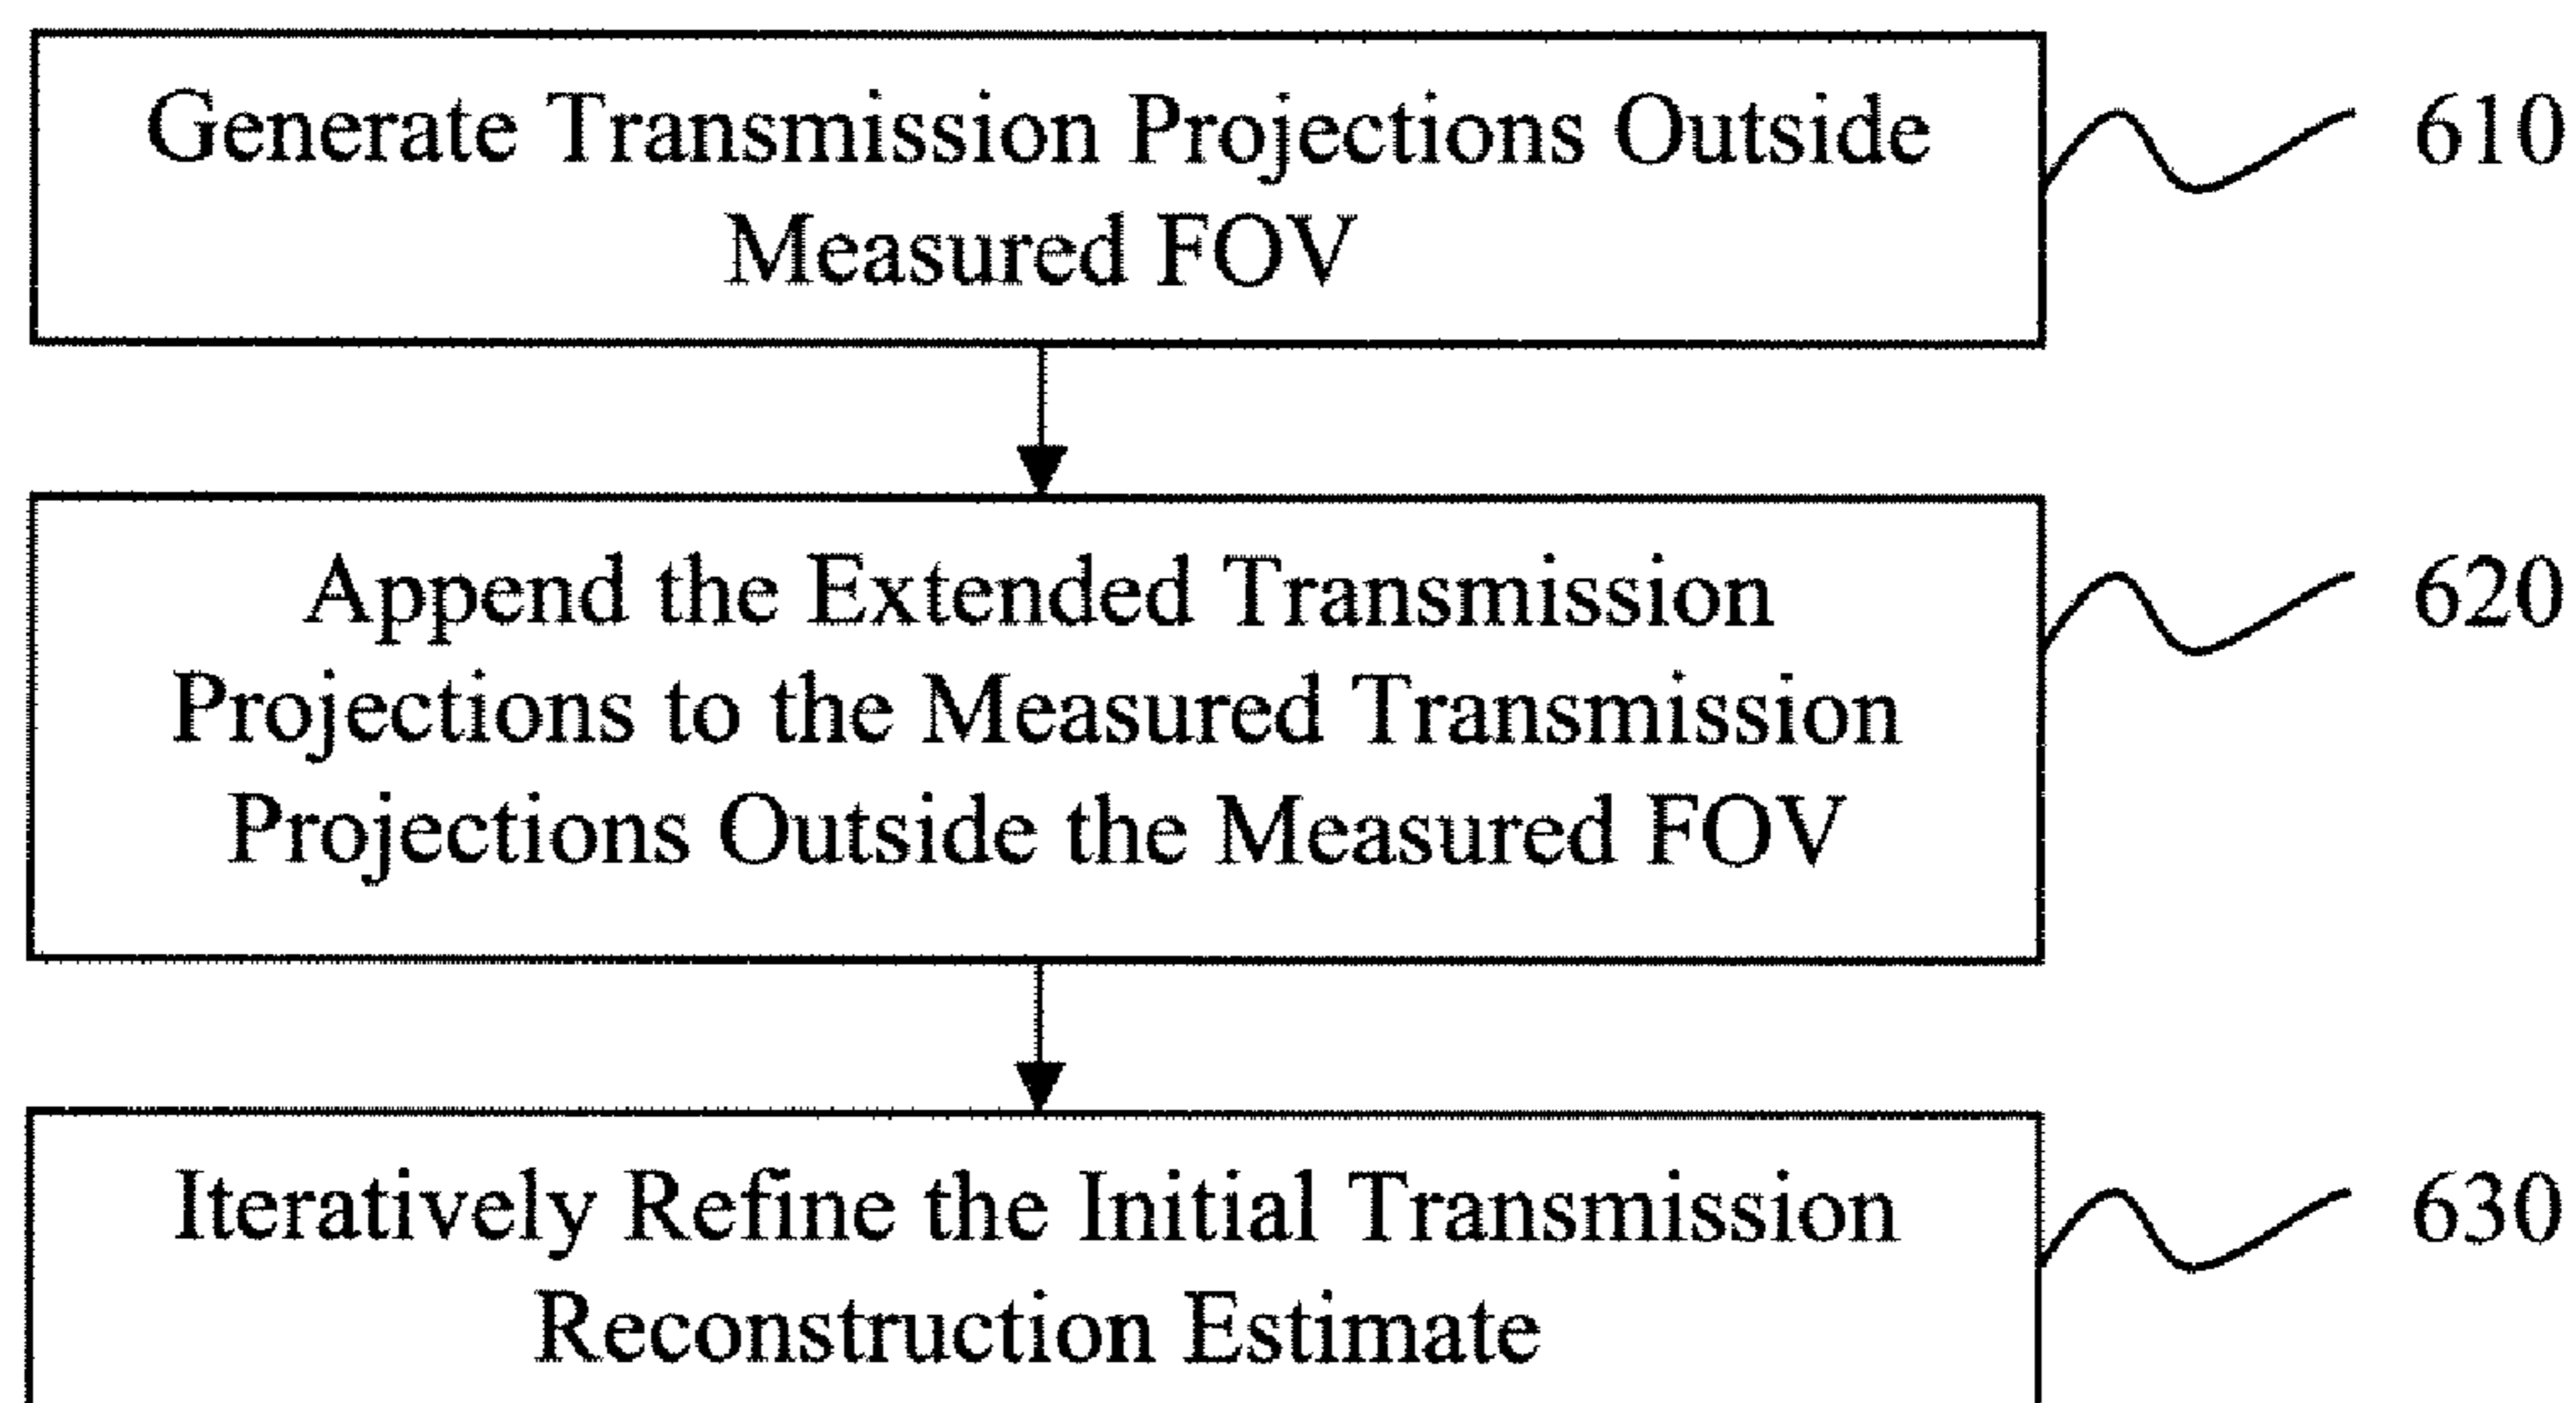 Generate Transmission Projections Outside
Measured FOV
610
Append the Extended Transmission
Projections to the Measured Transmission
Projections Outside the Measured FOV
620
Iteratively Refine the Initial Transmission
Reconstruction Estimate
630